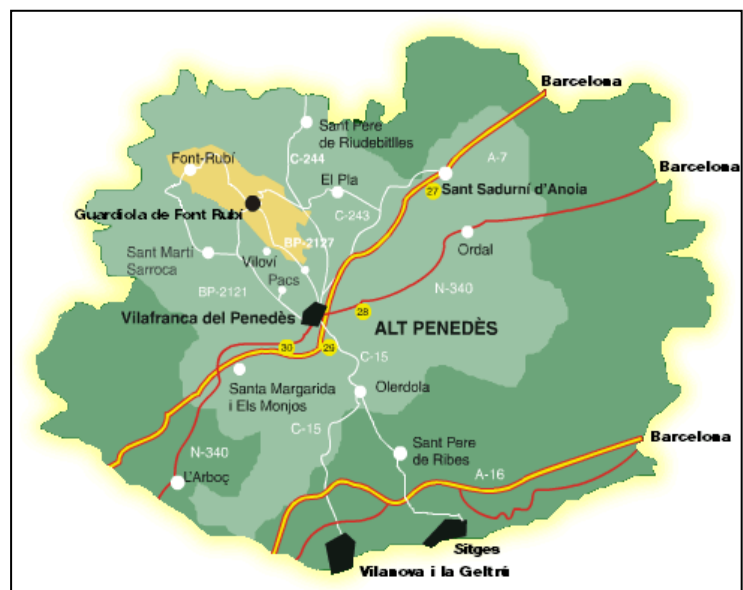 Barcelona
Sant Pere
de Riudebitlles
C-244
Font-Rubí
A-7
Barcelona
El Pla
27
Sant Sadurní d'Anoia
Guardiola de Font Rubí
C-243
BP-2127
Ordal
Sant Martí
Sarroca
Viloví
Pacs
BP-2121
N-340
Vilafranca del Penedès
28
ALT PENEDÈS
30
29
C-15
Santa Margarida
i Els Monjos
Olerdola
C-15
Barcelona
N-340
Sant Pere
de Ribes
L'Arboç
A-16
Sitges
Vilanova i la Geltrú